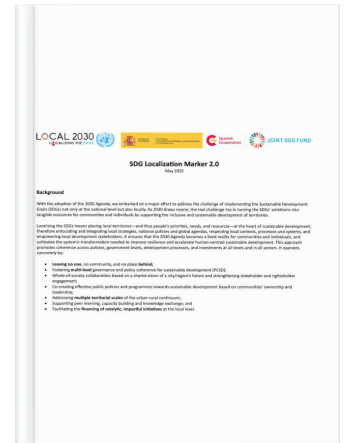 LOCAL 2030
LOCALIZING THE SDGS
Spanish
Cooperation
JOINT SDG FUND
SDG Localization Marker 2.0
May 2025
Background
With the adoption of the 2030 Agenda, we embarked on a major effort to address the challenge of implementing the Sustainable Development
Goals (SDGs) not only at the national level but also locally. As 2030 draws nearer, the real challenge lies in turning the SDGs' ambitions into
tangible outcomes for communities and individuals by supporting the inclusive and sustainable development of territories.
Localising the SDGs means placing local territories—and thus people's priorities, needs, and resources—at the heart of sustainable development,
therefore articulating and integrating local strategies, national policies and global agendas, respecting local contexts, processes and systems, and
empowering local development stakeholders. It ensures that the 2030 Agenda becomes a lived reality for communities and individuals, and
cultivates the systemic transformation needed to improve resilience and accelerate human-centred sustainable development. This approach
promotes coherence across policies, government levels, development processes, and investments at all levels and in all sectors. It operates
concretely by:
• Leaving no one, no community, and no place behind;
• Fostering multi-level governance and policy coherence for sustainable development (PCSD);
• Whole-of-society collaboration based on a shared vision of a city/region's future and strengthening stakeholder and rightsholder
engagement;
• Co-creating effective public policies and programmes towards sustainable development based on communities' ownership and
leadership;
• Addressing multiple territorial scales of the urban-rural continuum;
• Supporting peer learning, capacity building and knowledge exchange; and
• Facilitating the financing of catalytic, impactful initiatives at the local level.